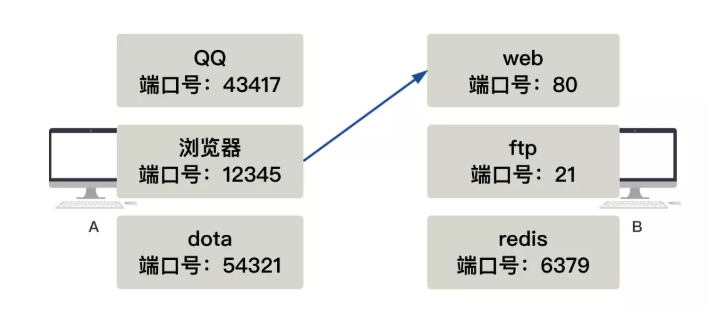 QQ
端口号：43417
web
端口号：80
浏览器
端口号：12345
ftp
端口号：21
A
B
dota
端口号：54321
redis
端口号：6379